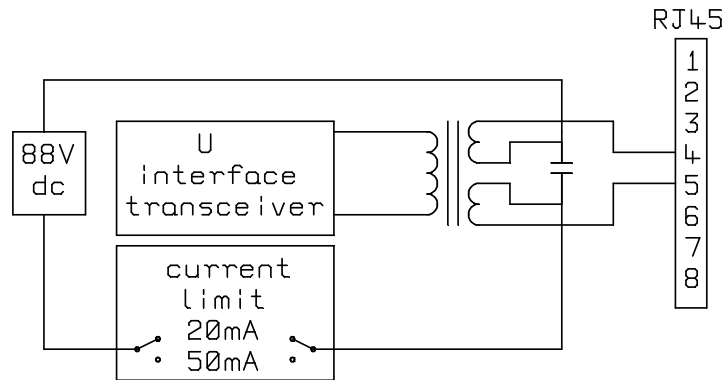 RJ45
1
2
3
4
5
6
7
8
88V
dc
U
interface
transceiver
current
limit
20mA
50mA